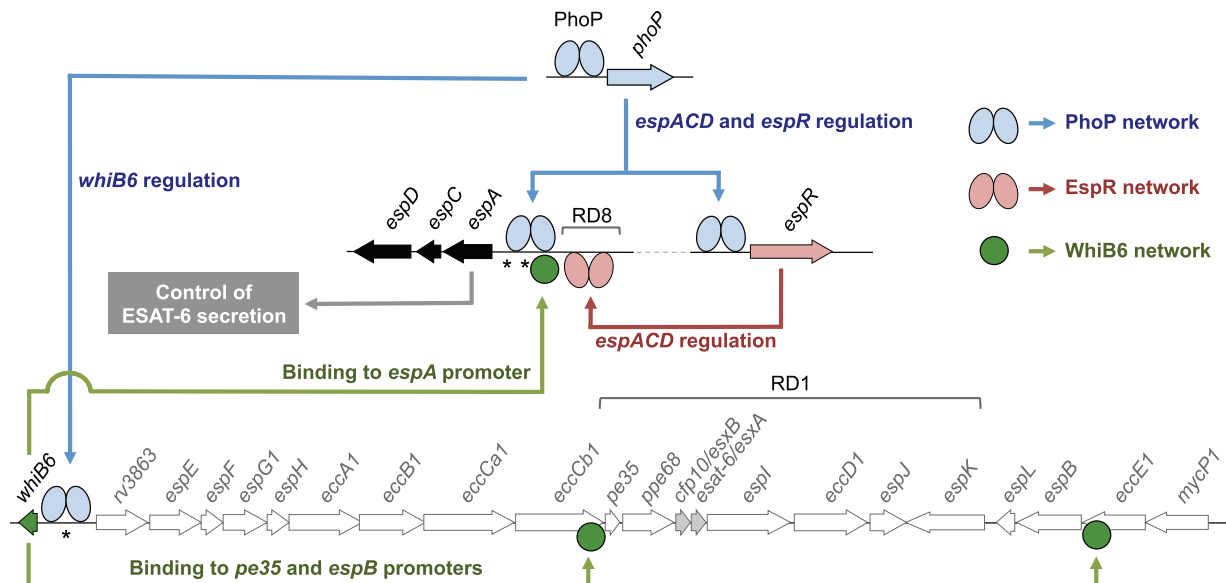 PhoP
phoP
espACD and espR regulation
PhoP network
whiB6 regulation
EspR network
espD
espC
espA
RD8
espR
* *
WhiB6 network
Control of
ESAT-6 secretion
espACD regulation
Binding to espA promoter
RD1
whiB6
rv3863
espE
espF
espG1
espH
eccA1
eccB1
eccCa1
eccCb1
pe35
ppe68
cfp10/esxB
esat-6/esxA
espI
eccD1
espJ
espK
espL
espB
eccE1
mycP1
*
Binding to pe35 and espB promoters